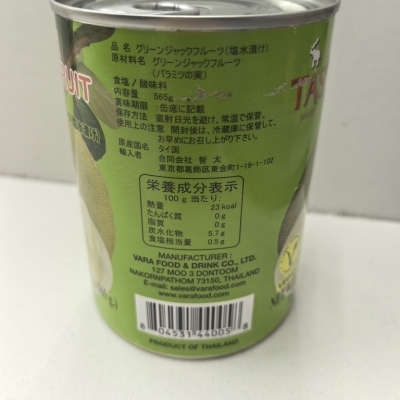 品名 グリーンジャックフルーツ(塩水漬け)
原材料名 グリーンジャックフルーツ
(パラミツの実)
食塩/酸味料
内容量 565g
賞味期限 :缶底に記載
保存方法 直射日光を避け、常温で保管。
使用上の注意 開封後は、冷蔵庫に保管して、
お早めにお召し上がり下さい。
原産国名 タイ国
輸入者 合同会社 智太
東京都葛飾区東金町1-19-1-102
栄養成分表示
100g 当たり:
熱量 23 kcal
たんぱく質 0g
脂質 0g
炭水化物 5.7g
食塩相当量 0.5g
MANUFACTURER :
VARA FOOD & DRINK CO., LTD.
127 MOO 3 DONTOOM
NAKORNPATHOM 73150, THAILAND
E-mail: sales@varafood.com
www.varafood.com
8 04531 44005 8
PRODUCT OF THAILAND
UIT
TA